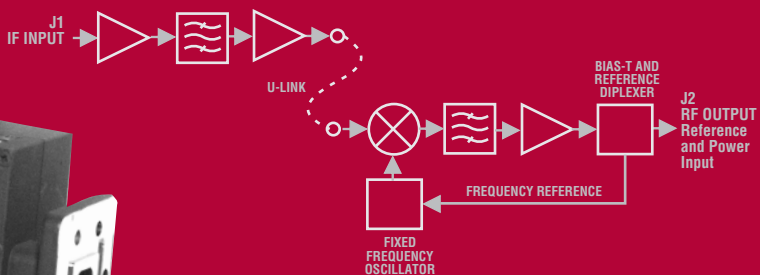 J1
IF INPUT
U-LINK
BIAS-T AND
REFERENCE
DIPLEXER
J2
RF OUTPUT
Reference
and Power
Input
FREQUENCY REFERENCE
FIXED
FREQUENCY
OSCILLATOR